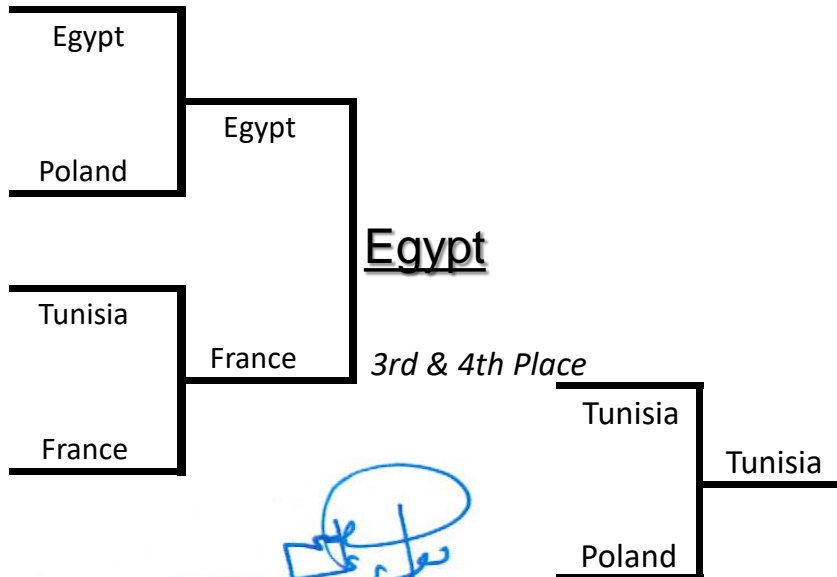 Egypt
Egypt
Poland
Egypt
Tunisia
France
3rd & 4th Place
Tunisia
France
Tunisia
Poland